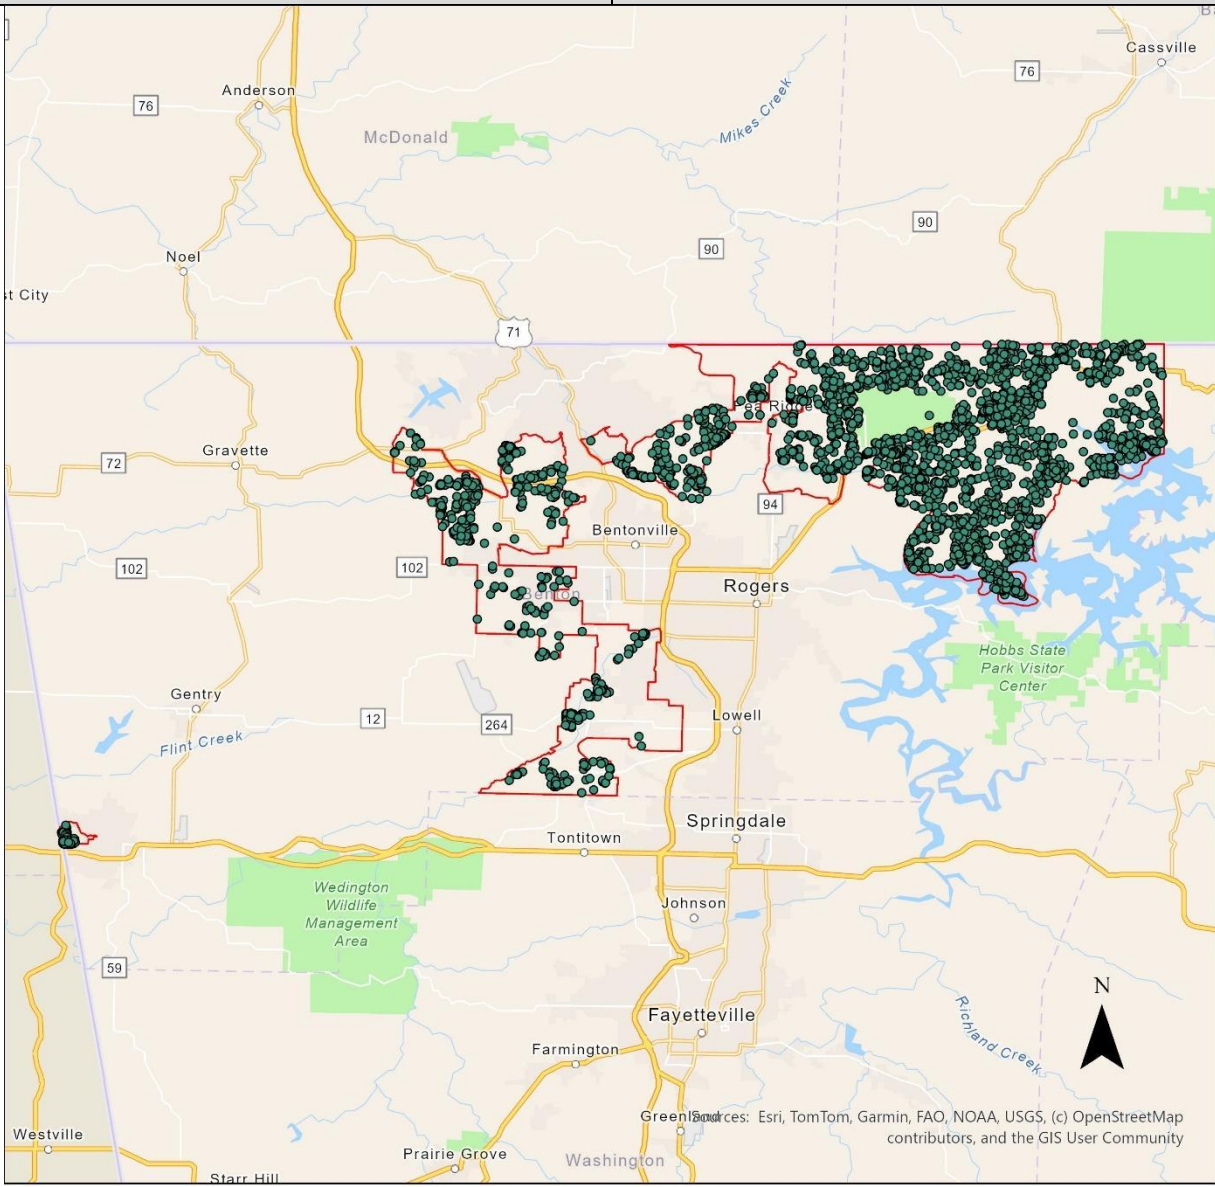 Cassville
76
Anderson
76
Mikes Creek
McDonald
90
90
Noel
st City
71
Pea Ridge
Gravette
72
94
Bentonville
102
102
Rogers
Benton
Hobbs State
Park Visitor
Center
Gentry
12
264
Lowell
Flint Creek
Springdale
Tontitown
Wedington
Wildlife
Management
Area
Johnson
59
N
Richland Creek
Fayetteville
Farmington
Sources: Esri, TomTom, Garmin, FAO, NOAA, USGS, (c) OpenStreetMap
contributors, and the GIS User Community
Westville
Prairie Grove
Washington
Starr Hill